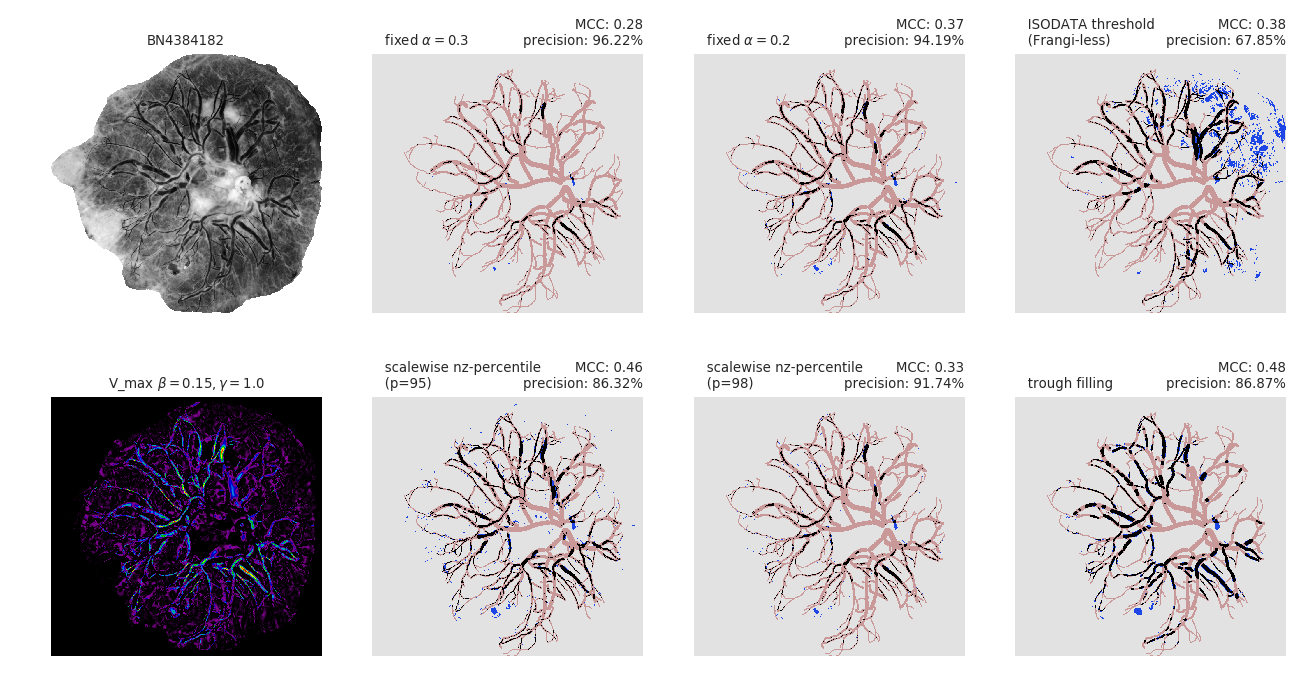 BN4384182
fixed α = 0.3
MCC: 0.28
precision: 96.22%
fixed α = 0.2
MCC: 0.37
precision: 94.19%
ISODATA threshold
(Frangi-less)
MCC: 0.38
precision: 67.85%
V_max β = 0.15, γ = 1.0
scalewise nz-percentile
(p=95)
MCC: 0.46
precision: 86.32%
scalewise nz-percentile
(p=98)
MCC: 0.33
precision: 91.74%
trough filling
MCC: 0.48
precision: 86.87%